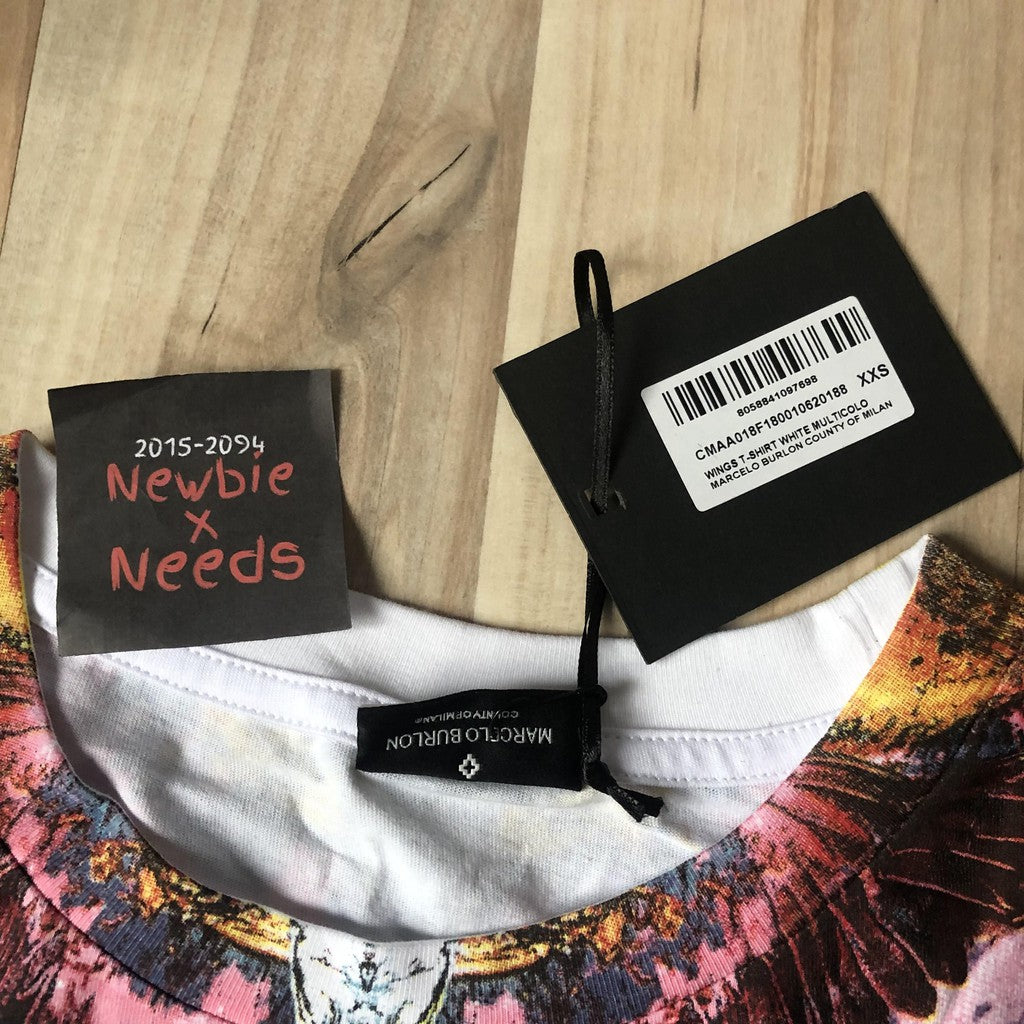 2015-2094
Newbie
x
Needs
8058841097698
CMAA018F180010620188 XXS
WINGS T-SHIRT WHITE MULTICOLO
MARCELO BURLON COUNTY OF MILAN
MARCELO BURLON
COUNTY OF MILAN®